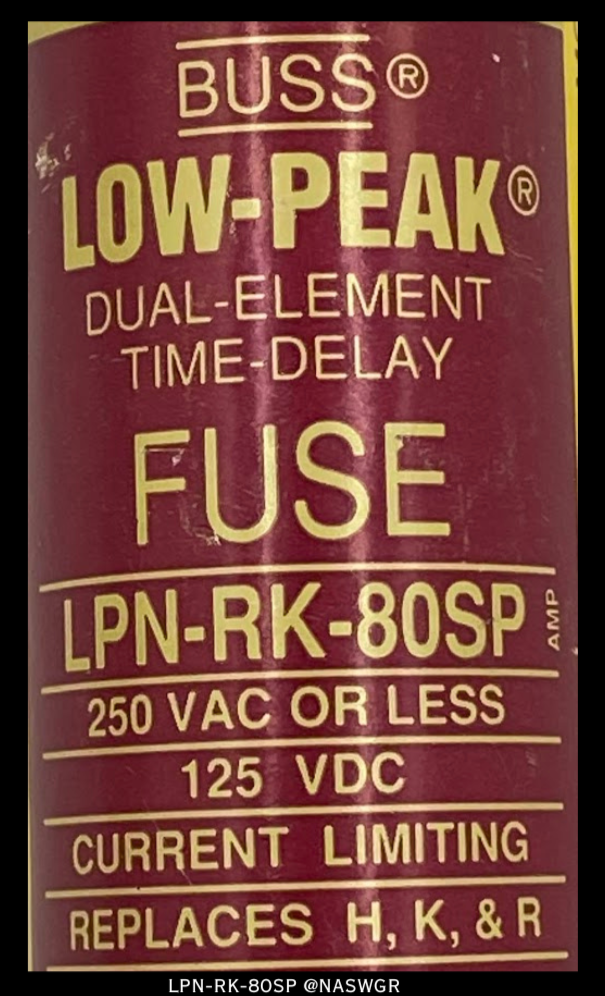 BUSS®
LOW-PEAK®
DUAL-ELEMENT
TIME-DELAY
FUSE
LPN-RK-80SP AMP
250 VAC OR LESS
125 VDC
CURRENT LIMITING
REPLACES H, K, & R
LPN-RK-80SP @NASWGR